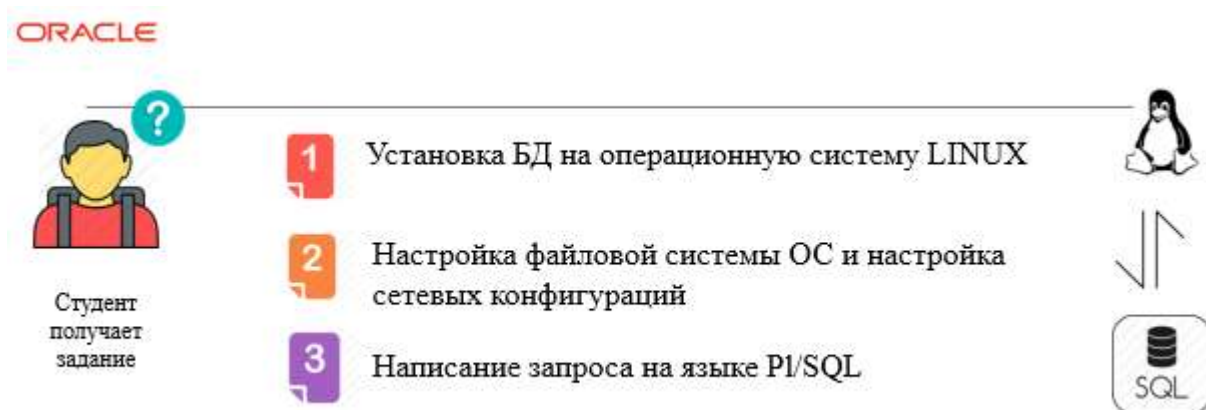 ORACLE
?
1
Установка БД на операционную систему LINUX
2
Настройка файловой системы ОС и настройка
сетевых конфигураций
3
Написание запроса на языке Pl/SQL
Студент
получает
задание
SQL